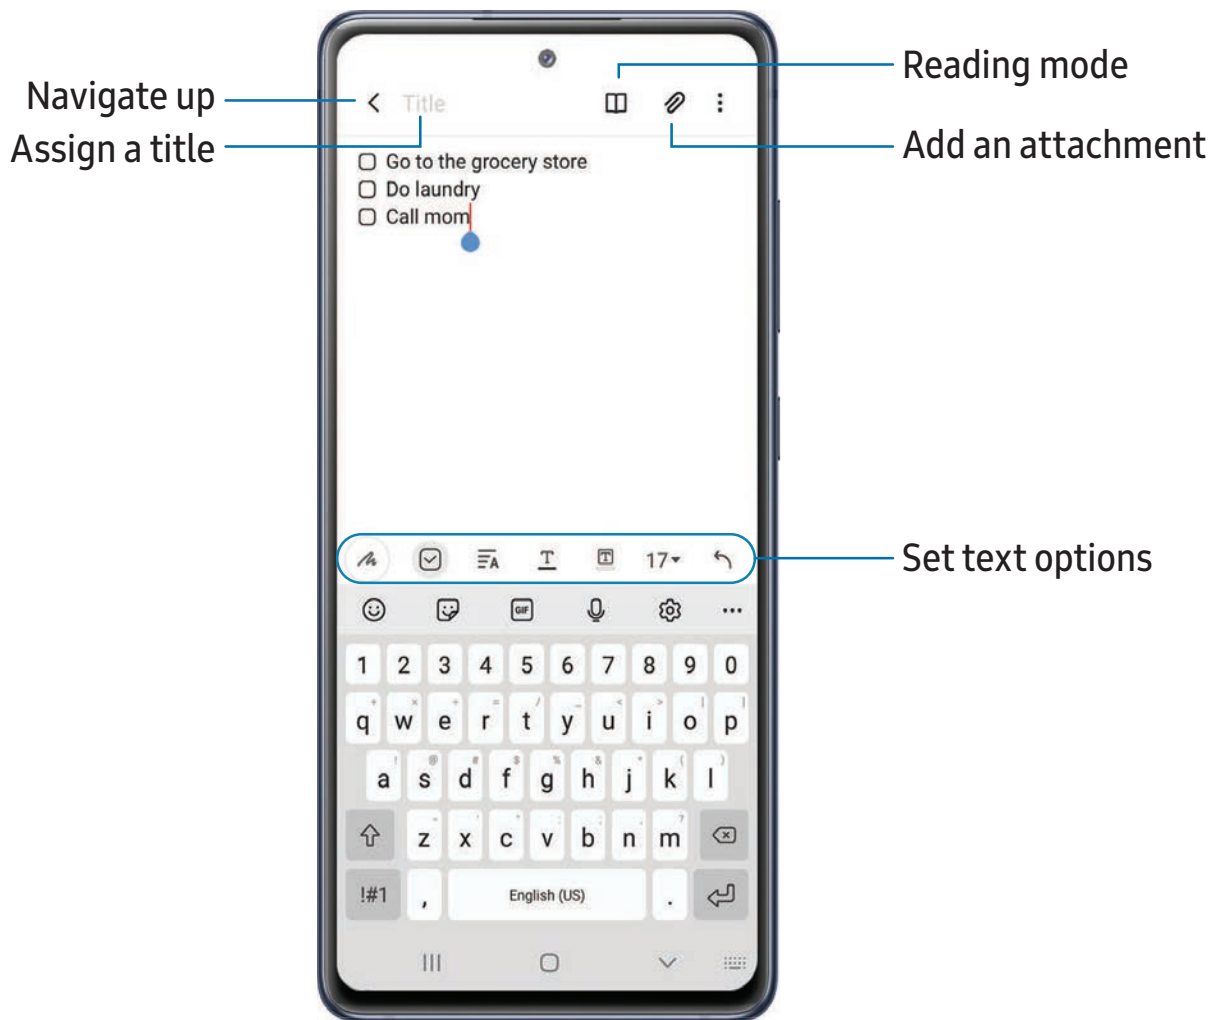 Navigate up
Title
Reading mode
Assign a title
Add an attachment
Go to the grocery store
Do laundry
Call mom
A T T 17
Set text options
GIF
1 2 3 4 5 6 7 8 9 0
q w e r t y u i o p
a s d f g h j k l
z x c v b n m
!#1 , English (US) .